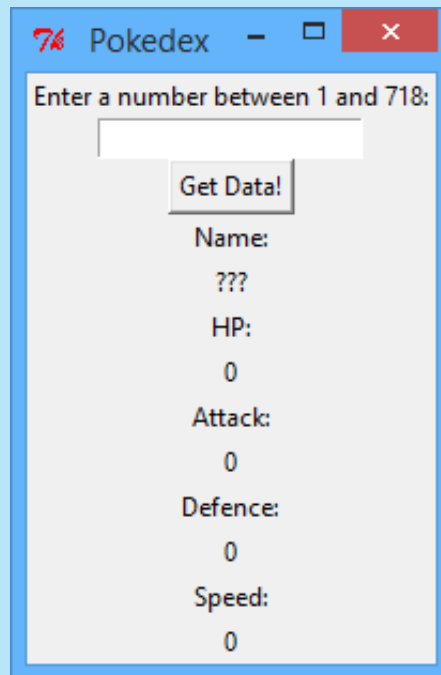 Pokedex
Enter a number between 1 and 718:
Get Data!
Name:
???
HP:
0
Attack:
0
Defence:
0
Speed:
0